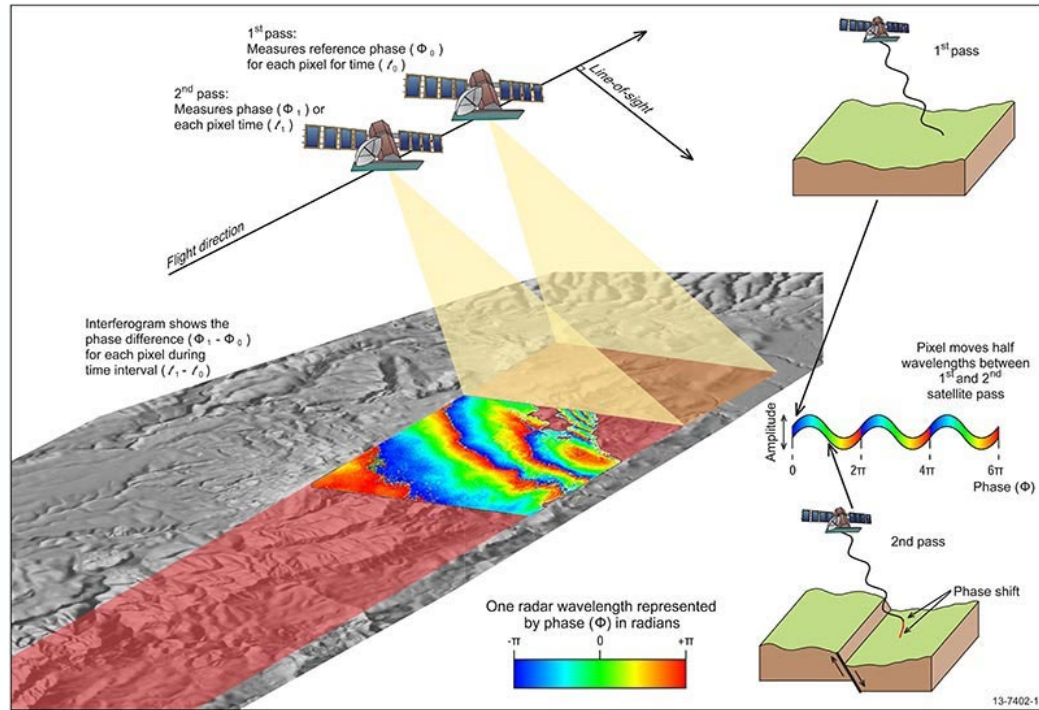 1st pass:
Measures reference phase (Φ0)
for each pixel for time (t0)
2nd pass:
Measures phase (Φ1) or
each pixel time (t1)
Line-of-sight
Flight direction
1st pass
Interferogram shows the
phase difference (Φ1 - Φ0)
for each pixel during
time interval (t1 - t0)
Pixel moves half
wavelengths between
1st and 2nd
satellite pass
Amplitude
0 2π 4π 6π
Phase (Φ)
2nd pass
Phase shift
One radar wavelength represented
by phase (Φ) in radians
-π 0 +π
13-7402-1